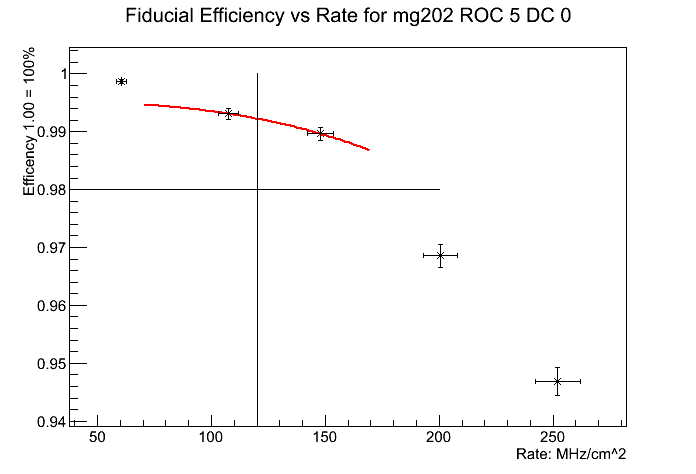 Fiducial Efficiency vs Rate for mg202 ROC 5 DC 0
Efficency 1.00 = 100%
1
0.99
0.98
0.97
0.96
0.95
0.94
50 100 150 200 250
Rate: MHz/cm^2